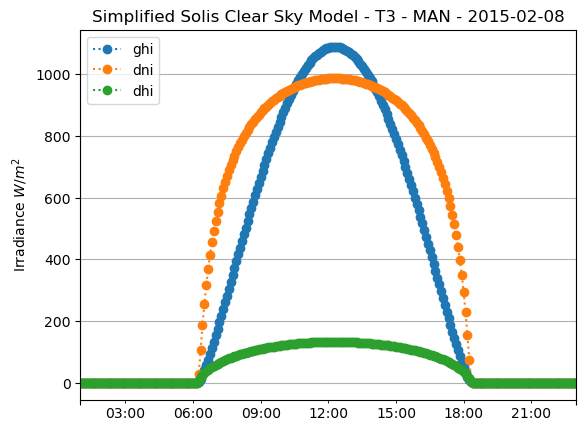 Simplified Solis Clear Sky Model - T3 - MAN - 2015-02-08
ghi
dni
dhi
Irradiance W/m²
1000
800
600
400
200
0
03:00 06:00 09:00 12:00 15:00 18:00 21:00